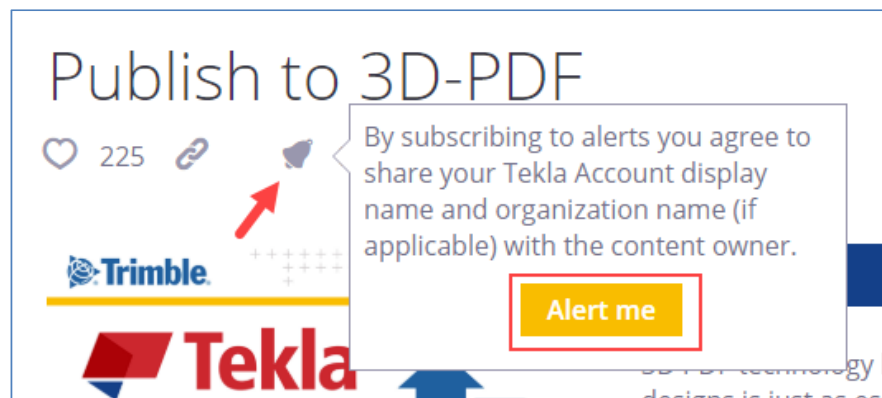 Publish to 3D-PDF
225
By subscribing to alerts you agree to
share your Tekla Account display
name and organization name (if
applicable) with the content owner.
Alert me
Trimble.
Tekla